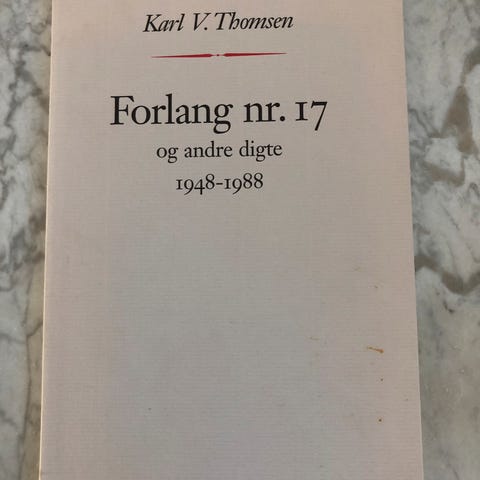 Karl V. Thomsen
Forlang nr. 17
og andre digte
1948-1988